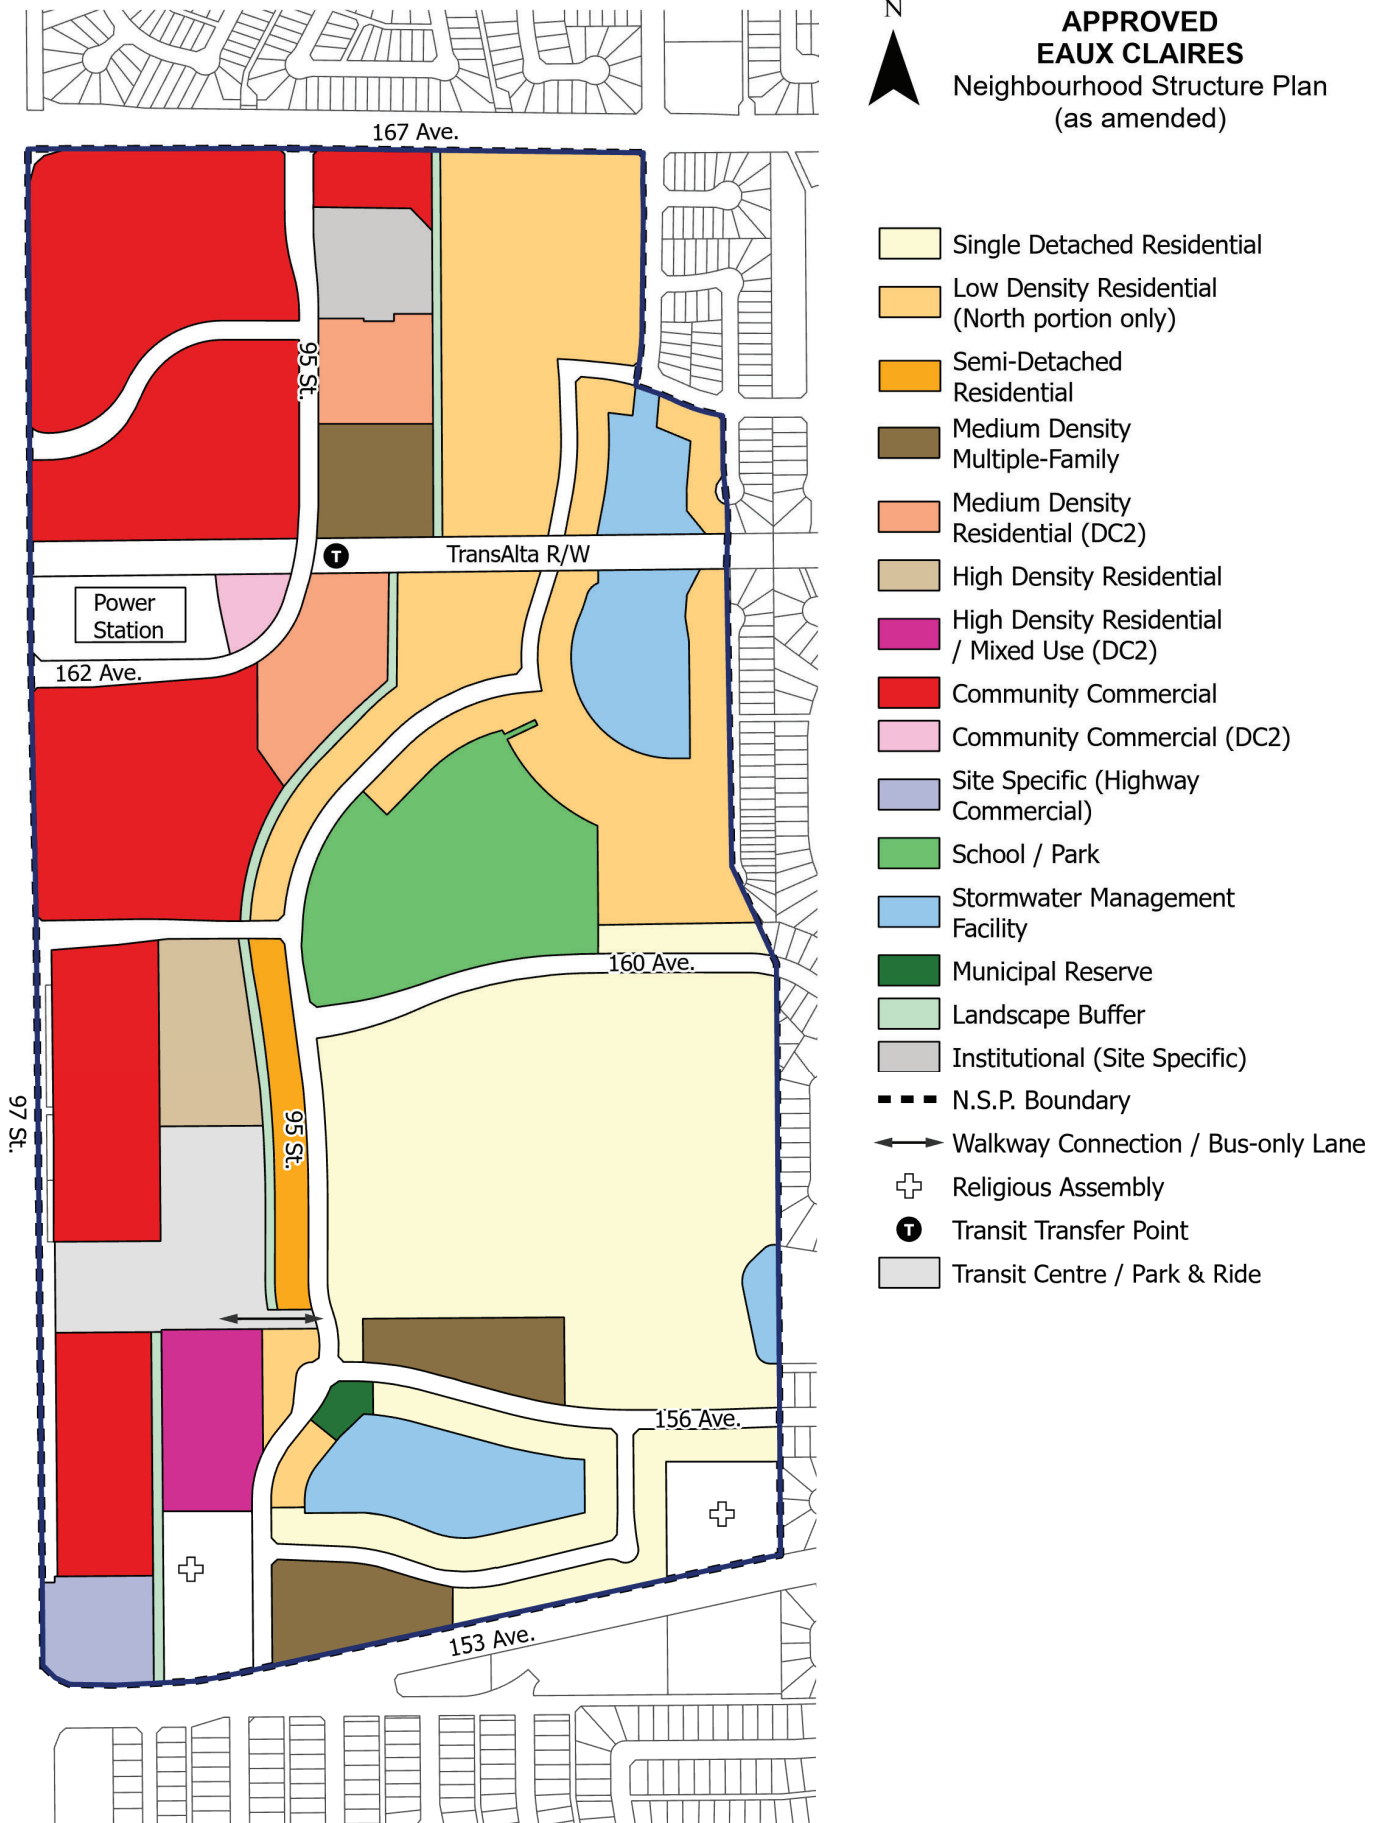 N
APPROVED
EAUX CLAIRES
Neighbourhood Structure Plan
(as amended)
167 Ave.
95 St.
T
TransAlta R/W
Power
Station
162 Ave.
160 Ave.
97 St.
95 St.
156 Ave.
153 Ave.
Single Detached Residential
Low Density Residential
(North portion only)
Semi-Detached
Residential
Medium Density
Multiple-Family
Medium Density
Residential (DC2)
High Density Residential
High Density Residential
/ Mixed Use (DC2)
Community Commercial
Community Commercial (DC2)
Site Specific (Highway
Commercial)
School / Park
Stormwater Management
Facility
Municipal Reserve
Landscape Buffer
Institutional (Site Specific)
N.S.P. Boundary
Walkway Connection / Bus-only Lane
Religious Assembly
T Transit Transfer Point
Transit Centre / Park & Ride